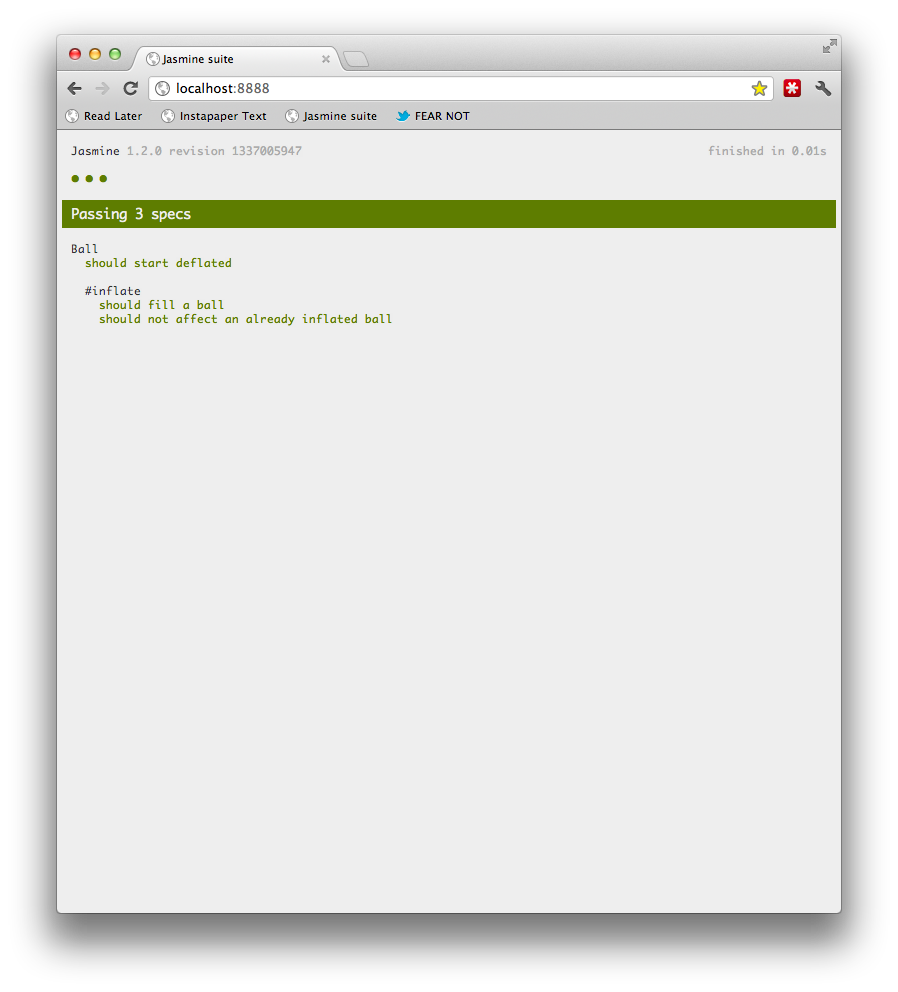 Jasmine suite
localhost:8888
Read Later Instapaper Text Jasmine suite FEAR NOT
Jasmine 1.2.0 revision 1337005947 finished in 0.01s
Passing 3 specs
Ball
should start deflated
#inflate
should fill a ball
should not affect an already inflated ball